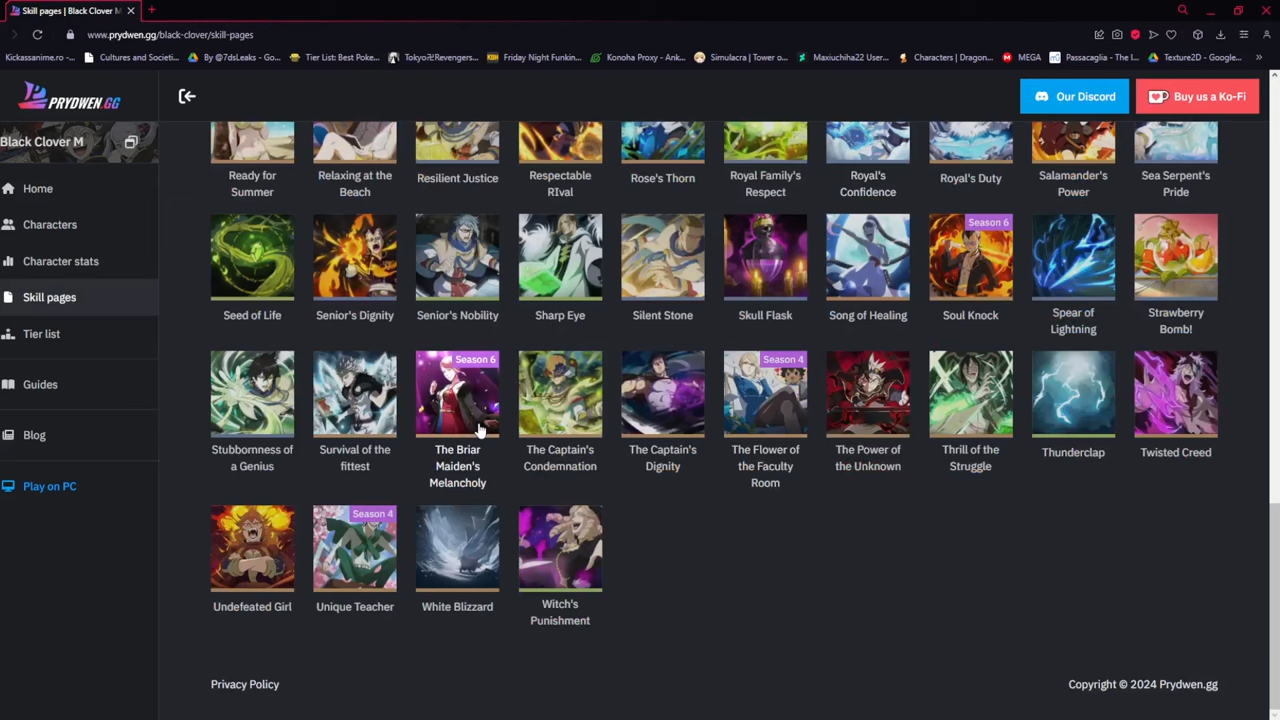 Skill pages | Black Clover M
www.prydwen.gg/black-clover/skill-pages
Kickassanime.ro -... Cultures and Societi... By @7dsLeaks - Goo... Tier List: Best Poke... Tokyo卍Revengers... Friday Night Funkin... Konoha Proxy - Ank... Simulacra | Tower o... Maxiuchiha22 User... Characters | Dragon... MEGA Passacaglia — The I... Texture2D - Google...
PRYDWEN.GG
Our Discord
Buy us a Ko-Fi
Black Clover M
Home
Characters
Character stats
Skill pages
Tier list
Guides
Blog
Play on PC
Ready for Summer
Relaxing at the Beach
Resilient Justice
Respectable RIval
Rose's Thorn
Royal Family's Respect
Royal's Confidence
Royal's Duty
Salamander's Power
Sea Serpent's Pride
Seed of Life
Senior's Dignity
Senior's Nobility
Sharp Eye
Silent Stone
Skull Flask
Song of Healing
Season 6
Soul Knock
Spear of Lightning
Strawberry Bomb!
Stubbornness of a Genius
Survival of the fittest
Season 6
The Briar Maiden's Melancholy
The Captain's Condemnation
The Captain's Dignity
Season 4
The Flower of the Faculty Room
The Power of the Unknown
Thrill of the Struggle
Thunderclap
Twisted Creed
Undefeated Girl
Season 4
Unique Teacher
White Blizzard
Witch's Punishment
Privacy Policy
Copyright © 2024 Prydwen.gg